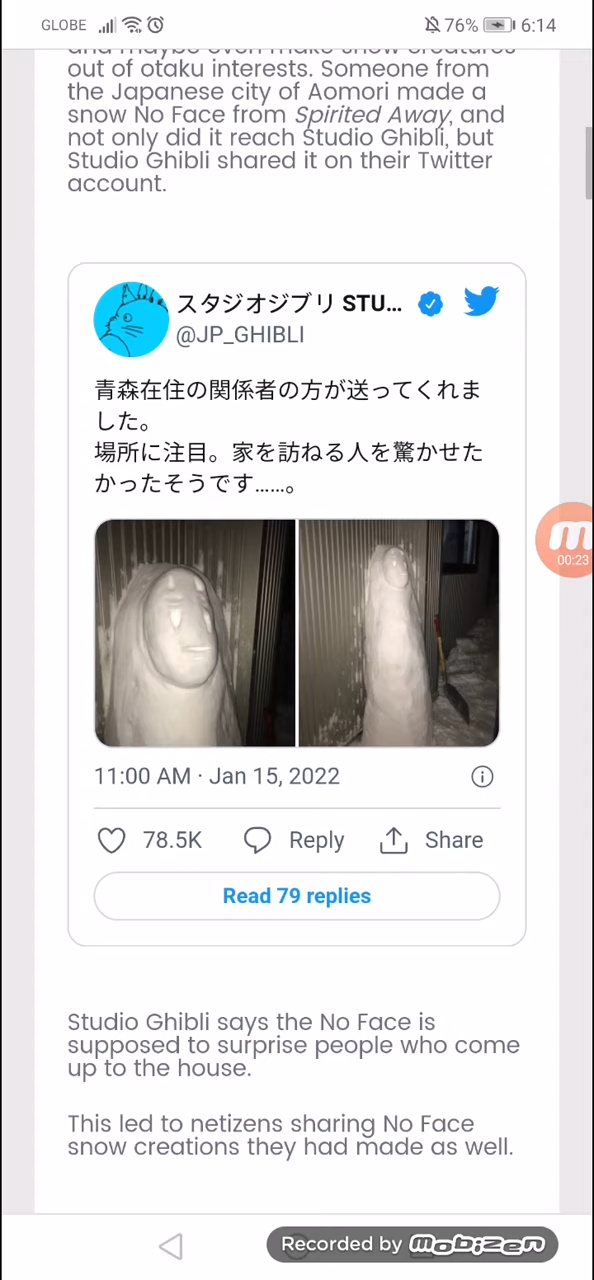 GLOBE 76% 6:14
and maybe even make snow creatures
out of otaku interests. Someone from
the Japanese city of Aomori made a
snow No Face from Spirited Away, and
not only did it reach Studio Ghibli, but
Studio Ghibli shared it on their Twitter
account.
スタジオジブリ STU...
@JP_GHIBLI
青森在住の関係者の方が送ってくれま
した。
場所に注目。家を訪ねる人を驚かせた
かったそうです……。
m
00:23
11:00 AM · Jan 15, 2022
78.5K Reply Share
Read 79 replies
Studio Ghibli says the No Face is
supposed to surprise people who come
up to the house.
This led to netizens sharing No Face
snow creations they had made as well.
Recorded by mobizen